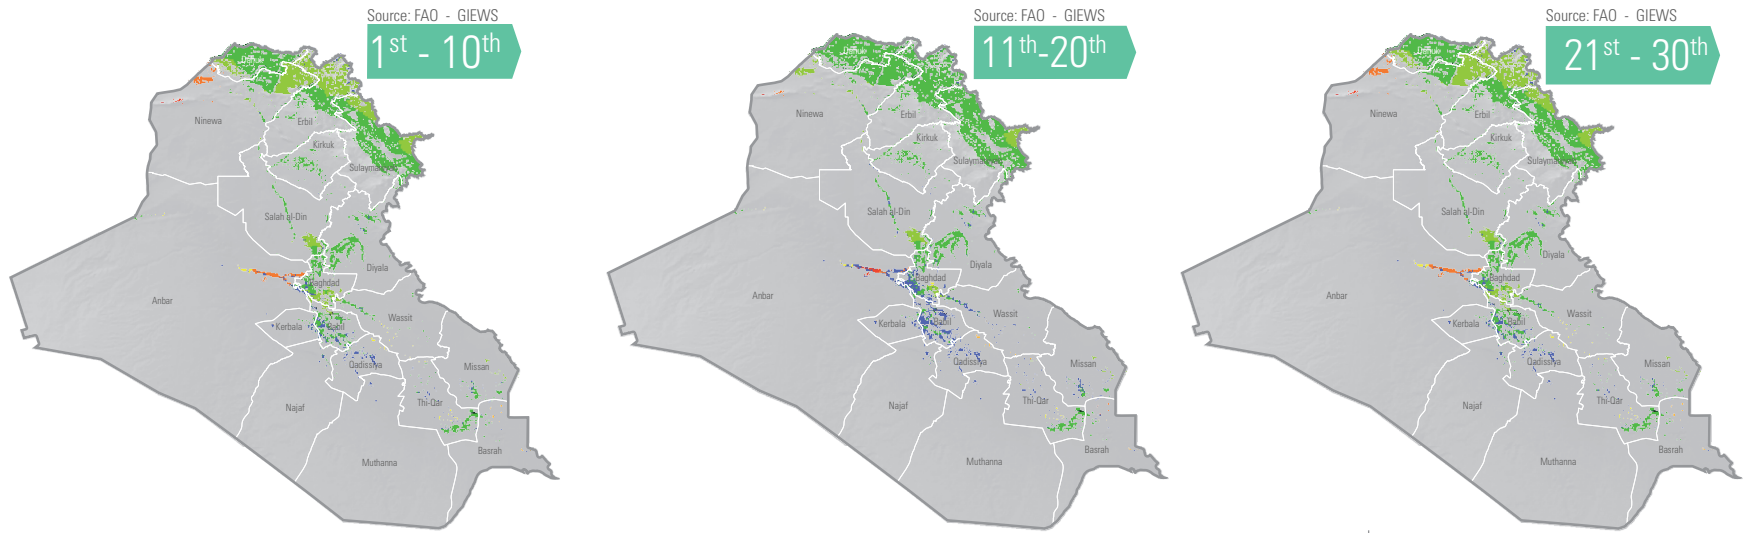 Source: FAO - GIEWS
1st - 10th
Dahuk
Ninewa
Erbil
Kirkuk
Sulaymaniyah
Salah al-Din
Diyala
Baghdad
Anbar
Wassit
Kerbala
Babil
Qadissiya
Missan
Najaf
Thi-Qar
Basrah
Muthanna
Source: FAO - GIEWS
11th-20th
Dahuk
Ninewa
Erbil
Kirkuk
Sulaymaniyah
Salah al-Din
Diyala
Baghdad
Anbar
Wassit
Kerbala
Babil
Qadissiya
Missan
Najaf
Thi-Qar
Basrah
Muthanna
Source: FAO - GIEWS
21st - 30th
Dahuk
Ninewa
Erbil
Kirkuk
Sulaymaniyah
Salah al-Din
Diyala
Baghdad
Anbar
Wassit
Kerbala
Babil
Qadissiya
Missan
Najaf
Thi-Qar
Basrah
Muthanna